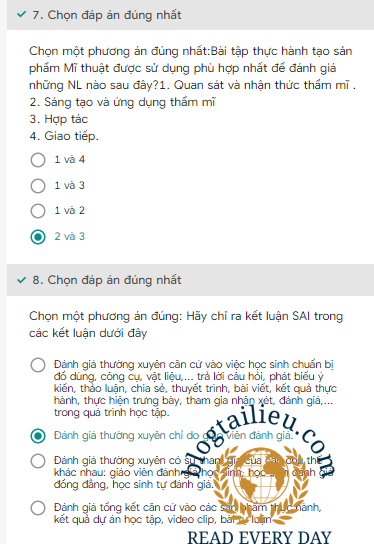 7. Chọn đáp án đúng nhất
Chọn một phương án đúng nhất:Bài tập thực hành tạo sản
phẩm Mĩ thuật được sử dụng phù hợp nhất để đánh giá
những NL nào sau đây?1. Quan sát và nhận thức thẩm mĩ .
2. Sáng tạo và ứng dụng thẩm mĩ
3. Hợp tác
4. Giao tiếp.
1 và 4
1 và 3
1 và 2
2 và 3
8. Chọn đáp án đúng nhất
Chọn một phương án đúng: Hãy chỉ ra kết luận SAI trong
các kết luận dưới đây
Đánh giá thường xuyên căn cứ vào việc học sinh chuẩn bị
đồ dùng, công cụ, vật liệu,... trả lời câu hỏi, phát biểu ý
kiến, thảo luận, chia sẻ, thuyết trình, bài viết, kết quả thực
hành, thực hiện trưng bày, tham gia nhận xét, đánh giá,...
trong quá trình học tập.
Đánh giá thường xuyên chỉ do giáo viên đánh giá.
Đánh giá thường xuyên có sự tham gia của các chủ thể
khác nhau: giáo viên đánh giá học sinh, học sinh đánh giá
đồng đẳng, học sinh tự đánh giá.
Đánh giá tổng kết căn cứ vào các sản phẩm thực hành,
kết quả dự án học tập, video clip, bài luận
blogtailieu.com
READ EVERY DAY